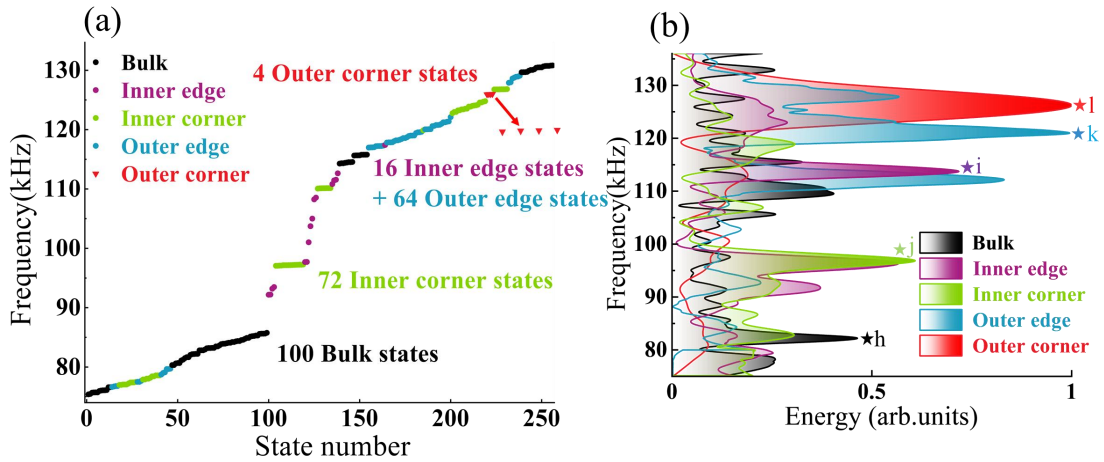 (a)
130
120
110
100
90
80
Frequency(kHz)
0
50
100
150
200
250
State number
Bulk
Inner edge
Inner corner
Outer edge
Outer corner
4 Outer corner states
16 Inner edge states
+ 64 Outer edge states
72 Inner corner states
100 Bulk states
(b)
130
120
110
100
90
80
Frequency(kHz)
0
0.5
1
Energy (arb.units)
★l
★k
★i
★j
★h
Bulk
Inner edge
Inner corner
Outer edge
Outer corner